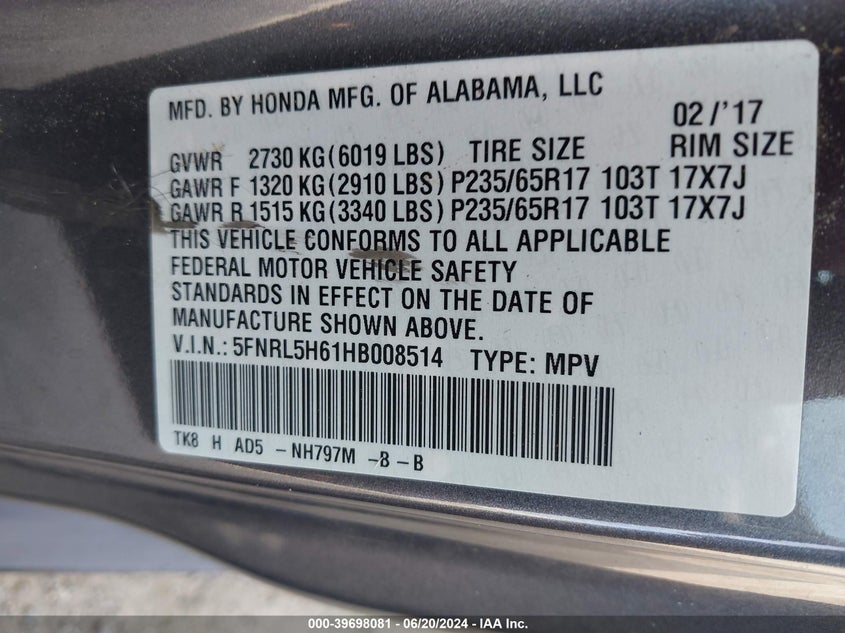 MFD. BY HONDA MFG. OF ALABAMA, LLC
02/'17
GVWR 2730 KG(6019 LBS) TIRE SIZE RIM SIZE
GAWR F 1320 KG(2910 LBS) P235/65R17 103T 17X7J
GAWR R 1515 KG(3340 LBS) P235/65R17 103T 17X7J
THIS VEHICLE CONFORMS TO ALL APPLICABLE
FEDERAL MOTOR VEHICLE SAFETY
STANDARDS IN EFFECT ON THE DATE OF
MANUFACTURE SHOWN ABOVE.
V.I.N.: 5FNRL5H61HB008514 TYPE: MPV
TK8 H AD5 - NH797M -B - B
000-39698081 - 06/20/2024 - IAA Inc.